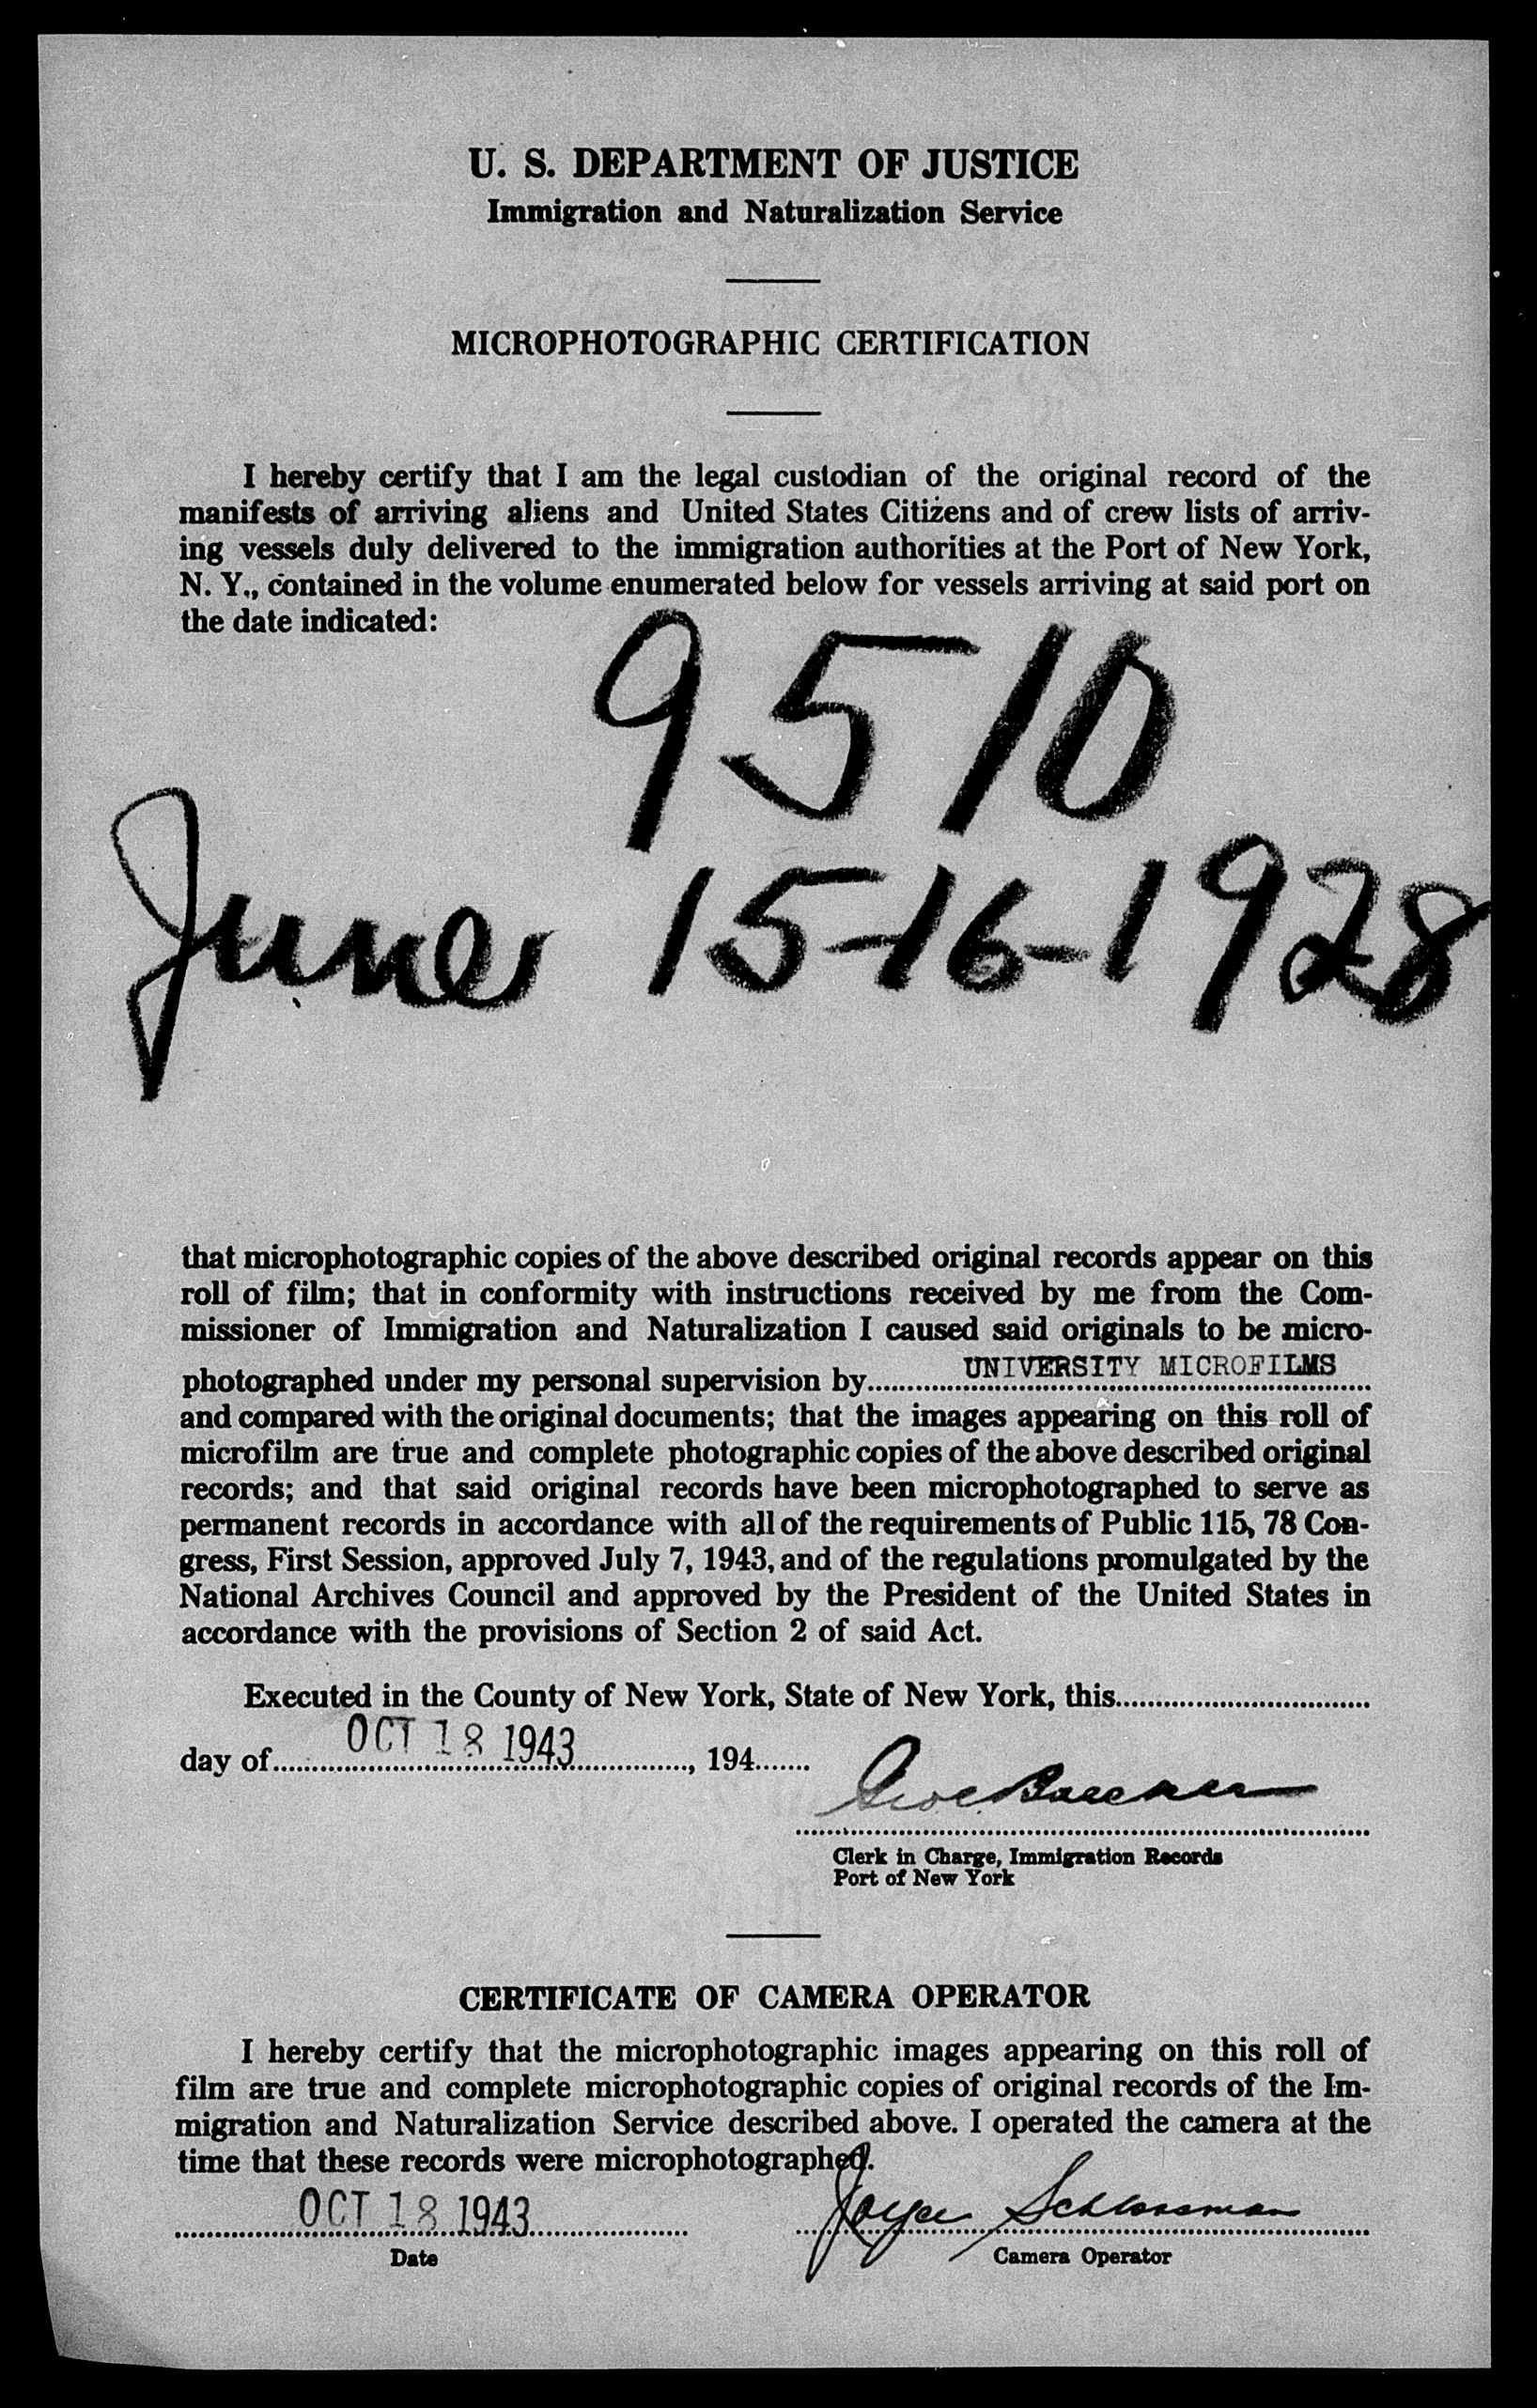 U. S. DEPARTMENT OF JUSTICE
Immigration and Naturalization Service
MICROPHOTOGRAPHIC CERTIFICATION
I hereby certify that I am the legal custodian of the original record of the
manifests of arriving aliens and United States Citizens and of crew lists of arriv-
ing vessels duly delivered to the immigration authorities at the Port of New York,
N. Y., contained in the volume enumerated below for vessels arriving at said port on
the date indicated:
9510
June 15-16-1928
that microphotographic copies of the above described original records appear on this
roll of film; that in conformity with instructions received by me from the Com-
missioner of Immigration and Naturalization I caused said originals to be micro-
photographed under my personal supervision by UNIVERSITY MICROFILMS
and compared with the original documents; that the images appearing on this roll of
microfilm are true and complete photographic copies of the above described original
records; and that said original records have been microphotographed to serve as
permanent records in accordance with all of the requirements of Public 115, 78 Con-
gress, First Session, approved July 7, 1943, and of the regulations promulgated by the
National Archives Council and approved by the President of the United States in
accordance with the provisions of Section 2 of said Act.
Executed in the County of New York, State of New York, this
day of OCT 18 1943, 194
Clerk in Charge, Immigration Records
Port of New York
CERTIFICATE OF CAMERA OPERATOR
I hereby certify that the microphotographic images appearing on this roll of
film are true and complete microphotographic copies of original records of the Im-
migration and Naturalization Service described above. I operated the camera at the
time that these records were microphotographed.
OCT 18 1943 Joyce Schlossman
Date Camera Operator